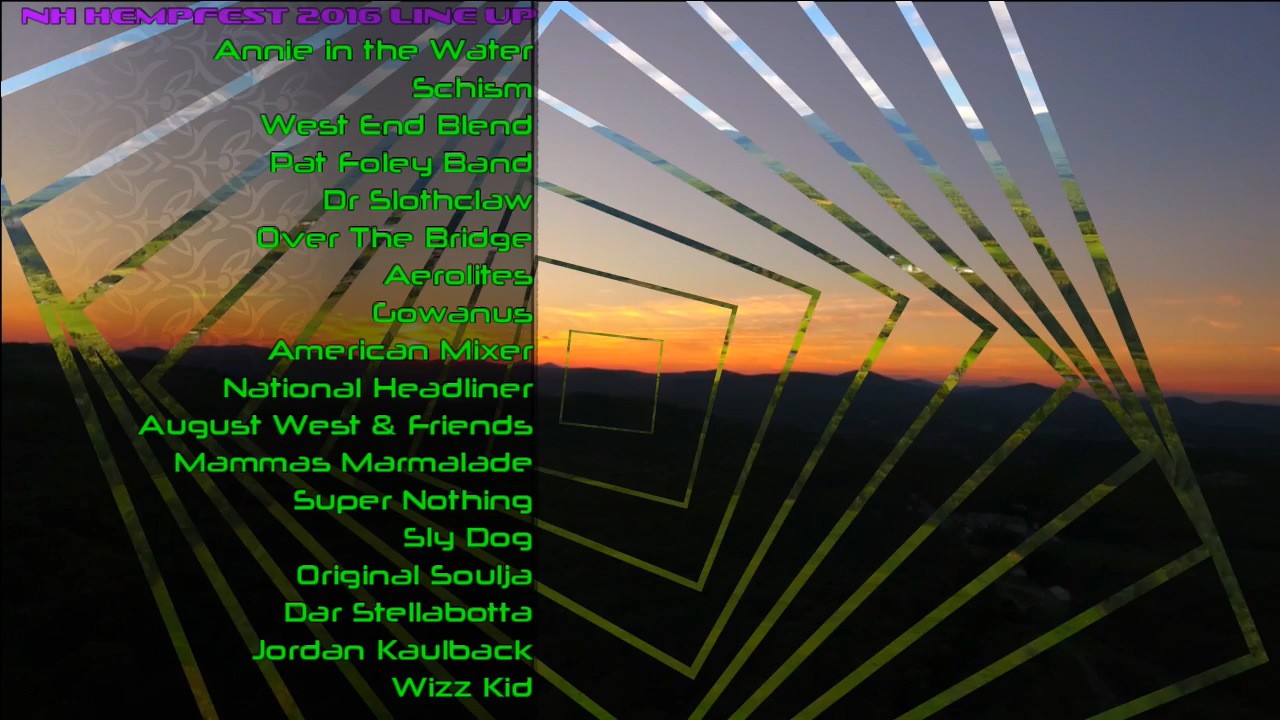 NH HEMPFEST 2016 LINE UP
Annie in the Water
Schism
West End Blend
Pat Foley Band
Dr Slothclaw
Over The Bridge
Aerolites
Gowanus
American Mixer
National Headliner
August West & Friends
Mammas Marmalade
Super Nothing
Sly Dog
Original Soulja
Dar Stellabotta
Jordan Kaulback
Wizz Kid